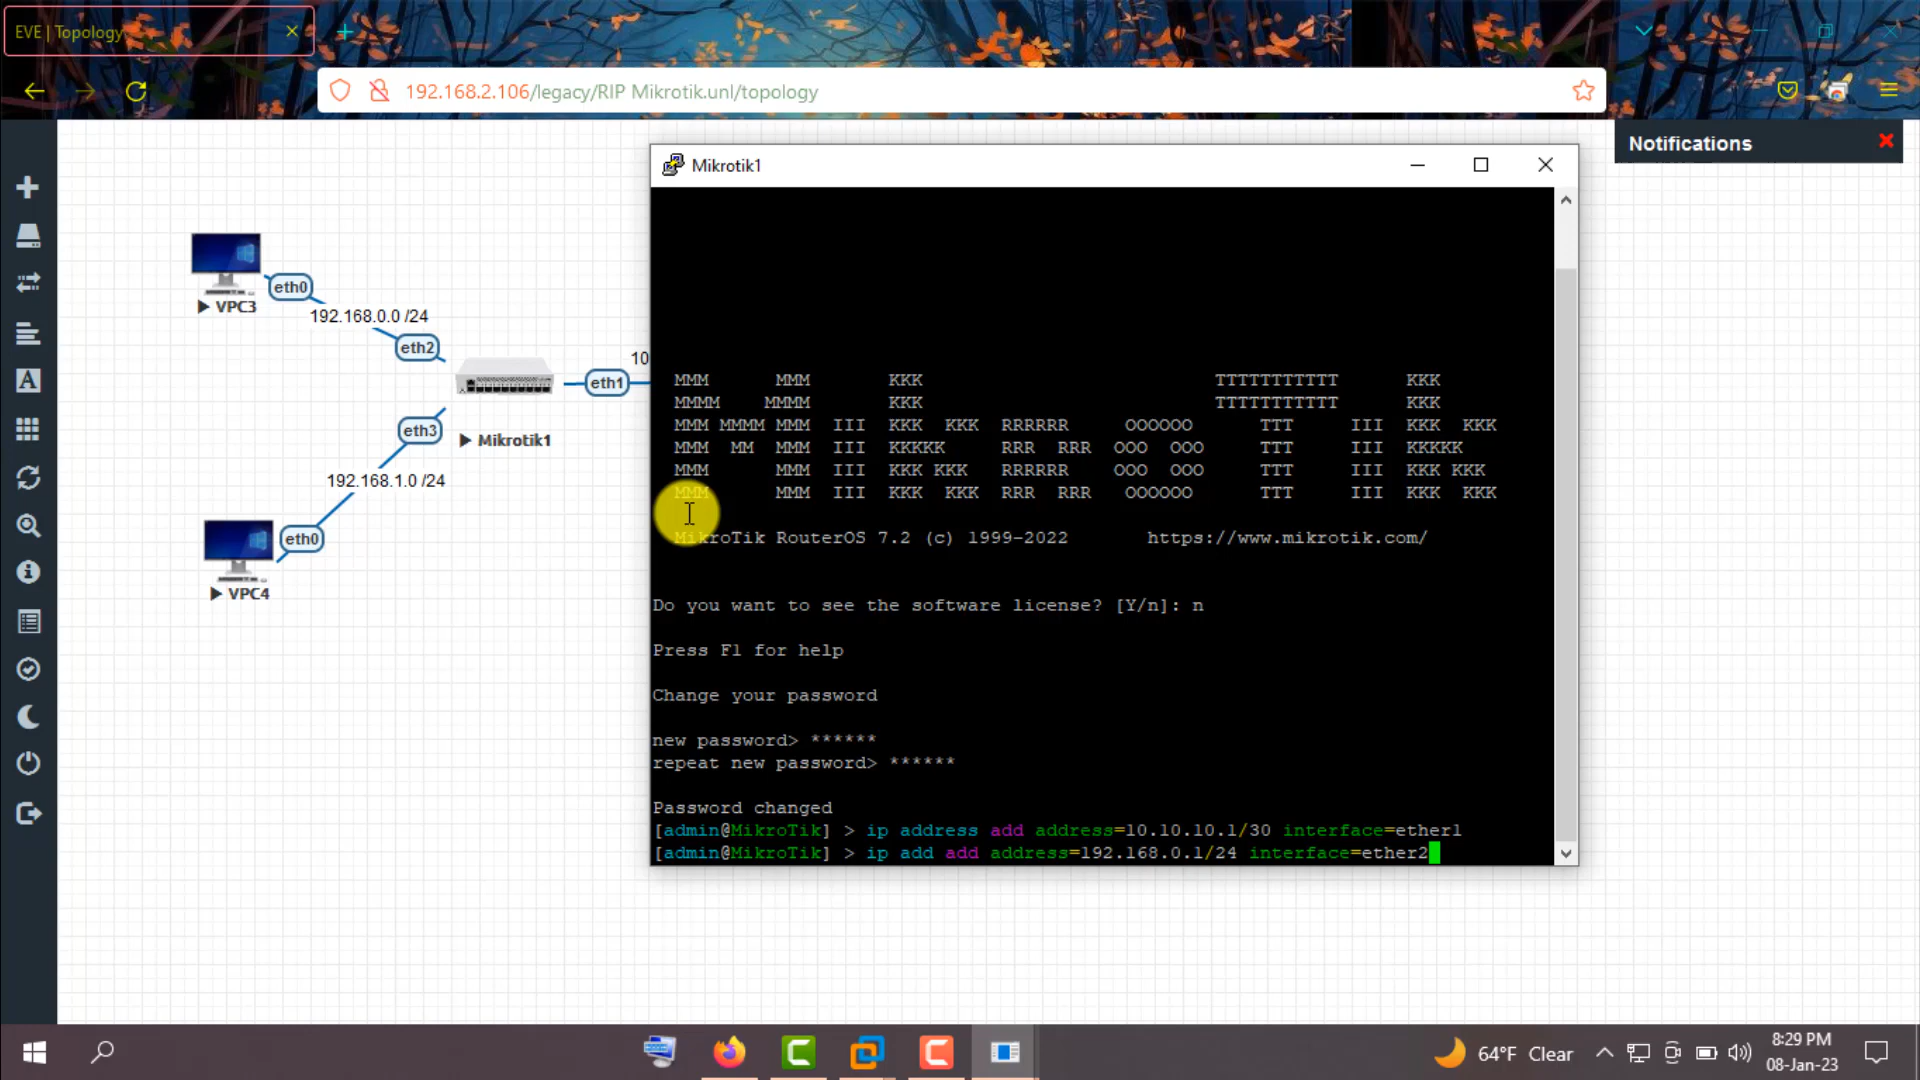 EVE | Topology
192.168.2.106/legacy/RIP Mikrotik.unl/topology
Notifications
Mikrotik1
VPC3
eth0
192.168.0.0 /24
eth2
10
eth1
Mikrotik1
eth3
192.168.1.0 /24
eth0
VPC4
MMM MMM KKK TTTTTTTTTTT KKK
MMMM MMMM KKK TTTTTTTTTTT KKK
MMM MMMM MMM III KKK KKK RRRRRR OOOOOO TTT III KKK KKK
MMM MM MMM III KKKKK RRR RRR OOO OOO TTT III KKKKK
MMM MMM III KKK KKK RRRRRR OOO OOO TTT III KKK KKK
MMM MMM III KKK KKK RRR RRR OOOOOO TTT III KKK KKK
MikroTik RouterOS 7.2 (c) 1999-2022 https://www.mikrotik.com/
Do you want to see the software license? [Y/n]: n
Press F1 for help
Change your password
new password> ******
repeat new password> ******
Password changed
[admin@MikroTik] > ip address add address=10.10.10.1/30 interface=ether1
[admin@MikroTik] > ip add add address=192.168.0.1/24 interface=ether2
64°F Clear
8:29 PM
08-Jan-23